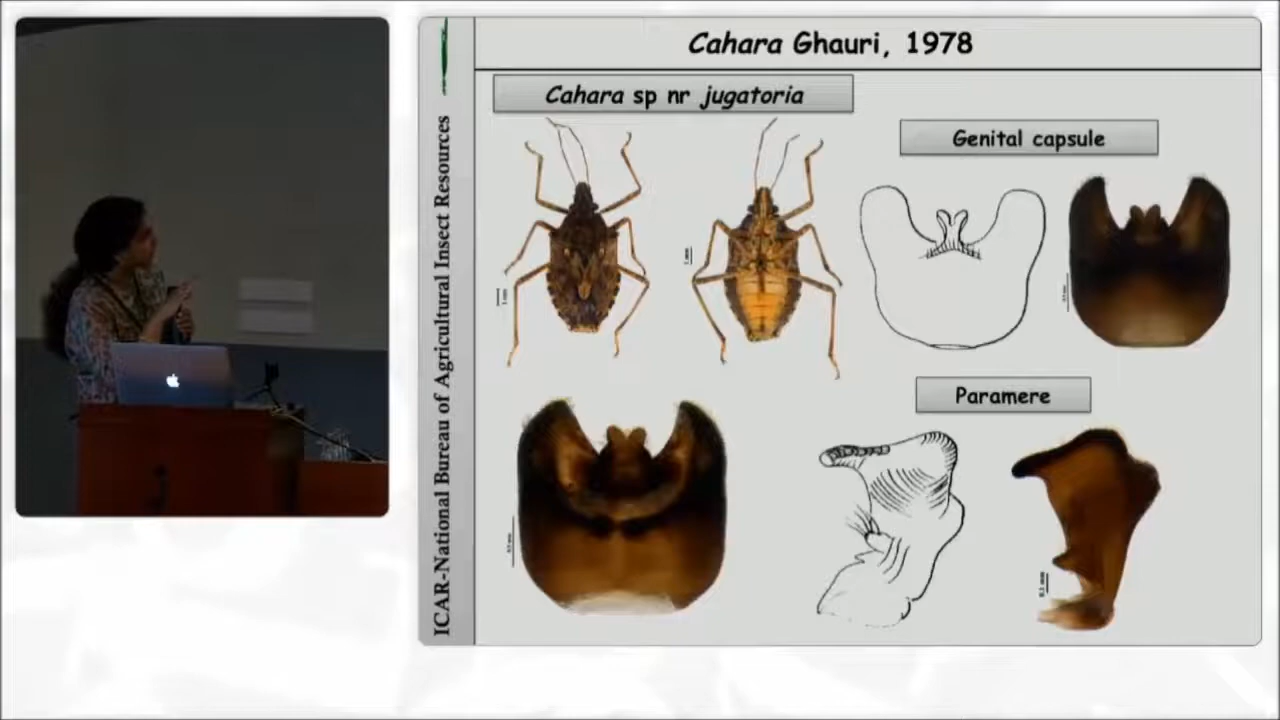 Cahara Ghauri, 1978
Cahara sp nr jugatoria
Genital capsule
Paramere
ICAR-National Bureau of Agricultural Insect Resources